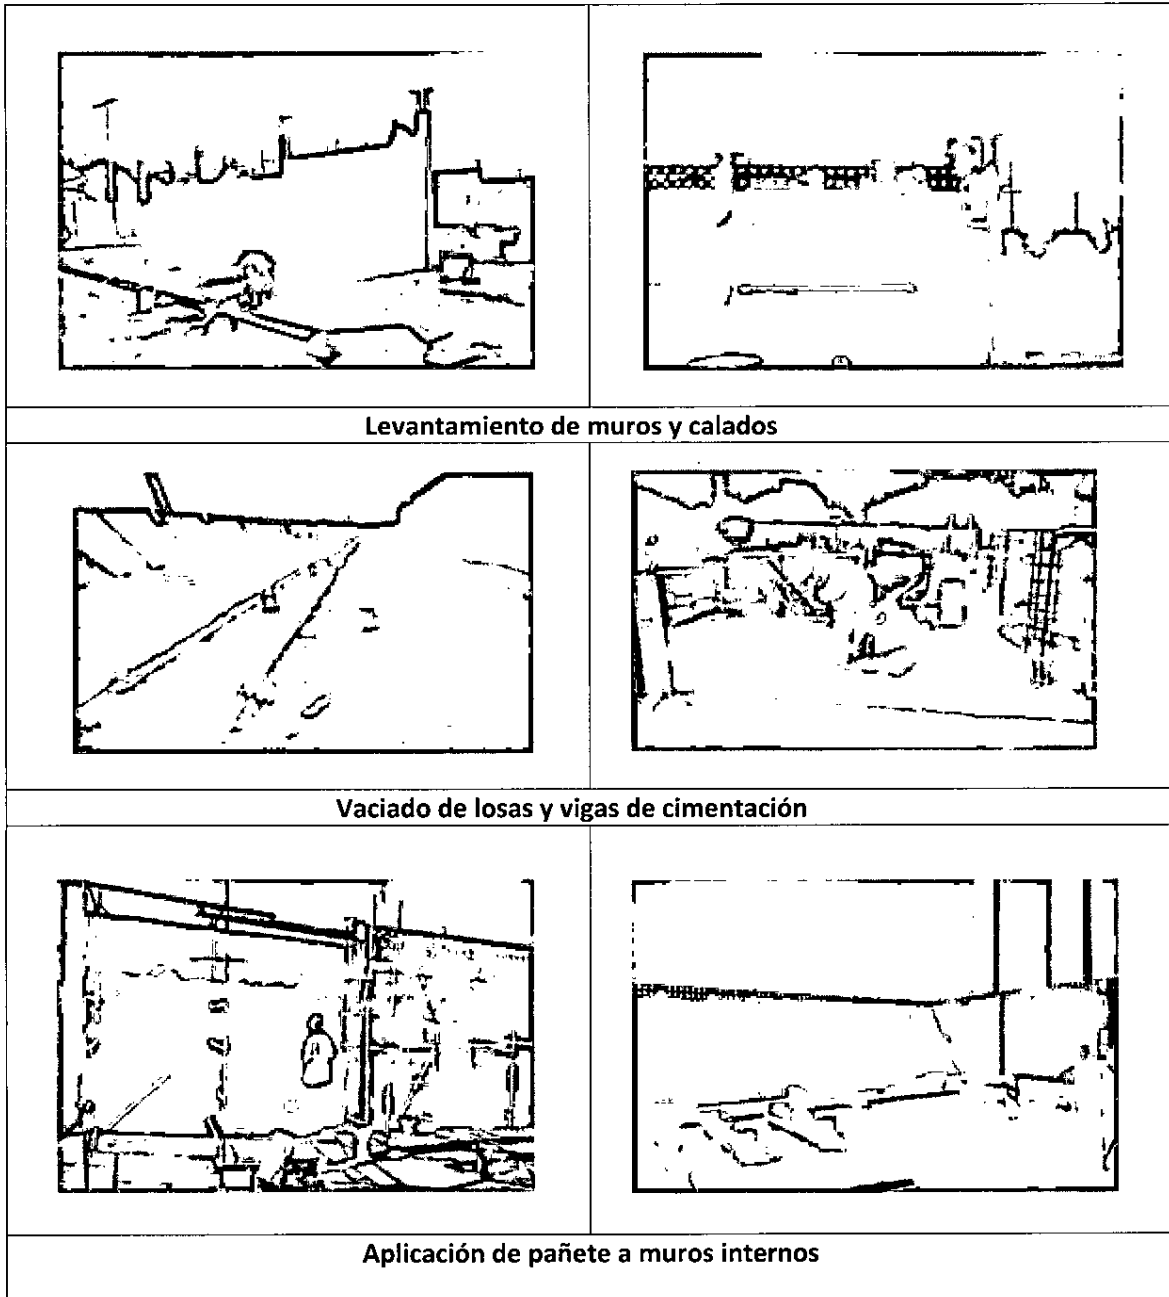 Levantamiento de muros y calados
Vaciado de losas y vigas de cimentación
Aplicación de pañete a muros internos